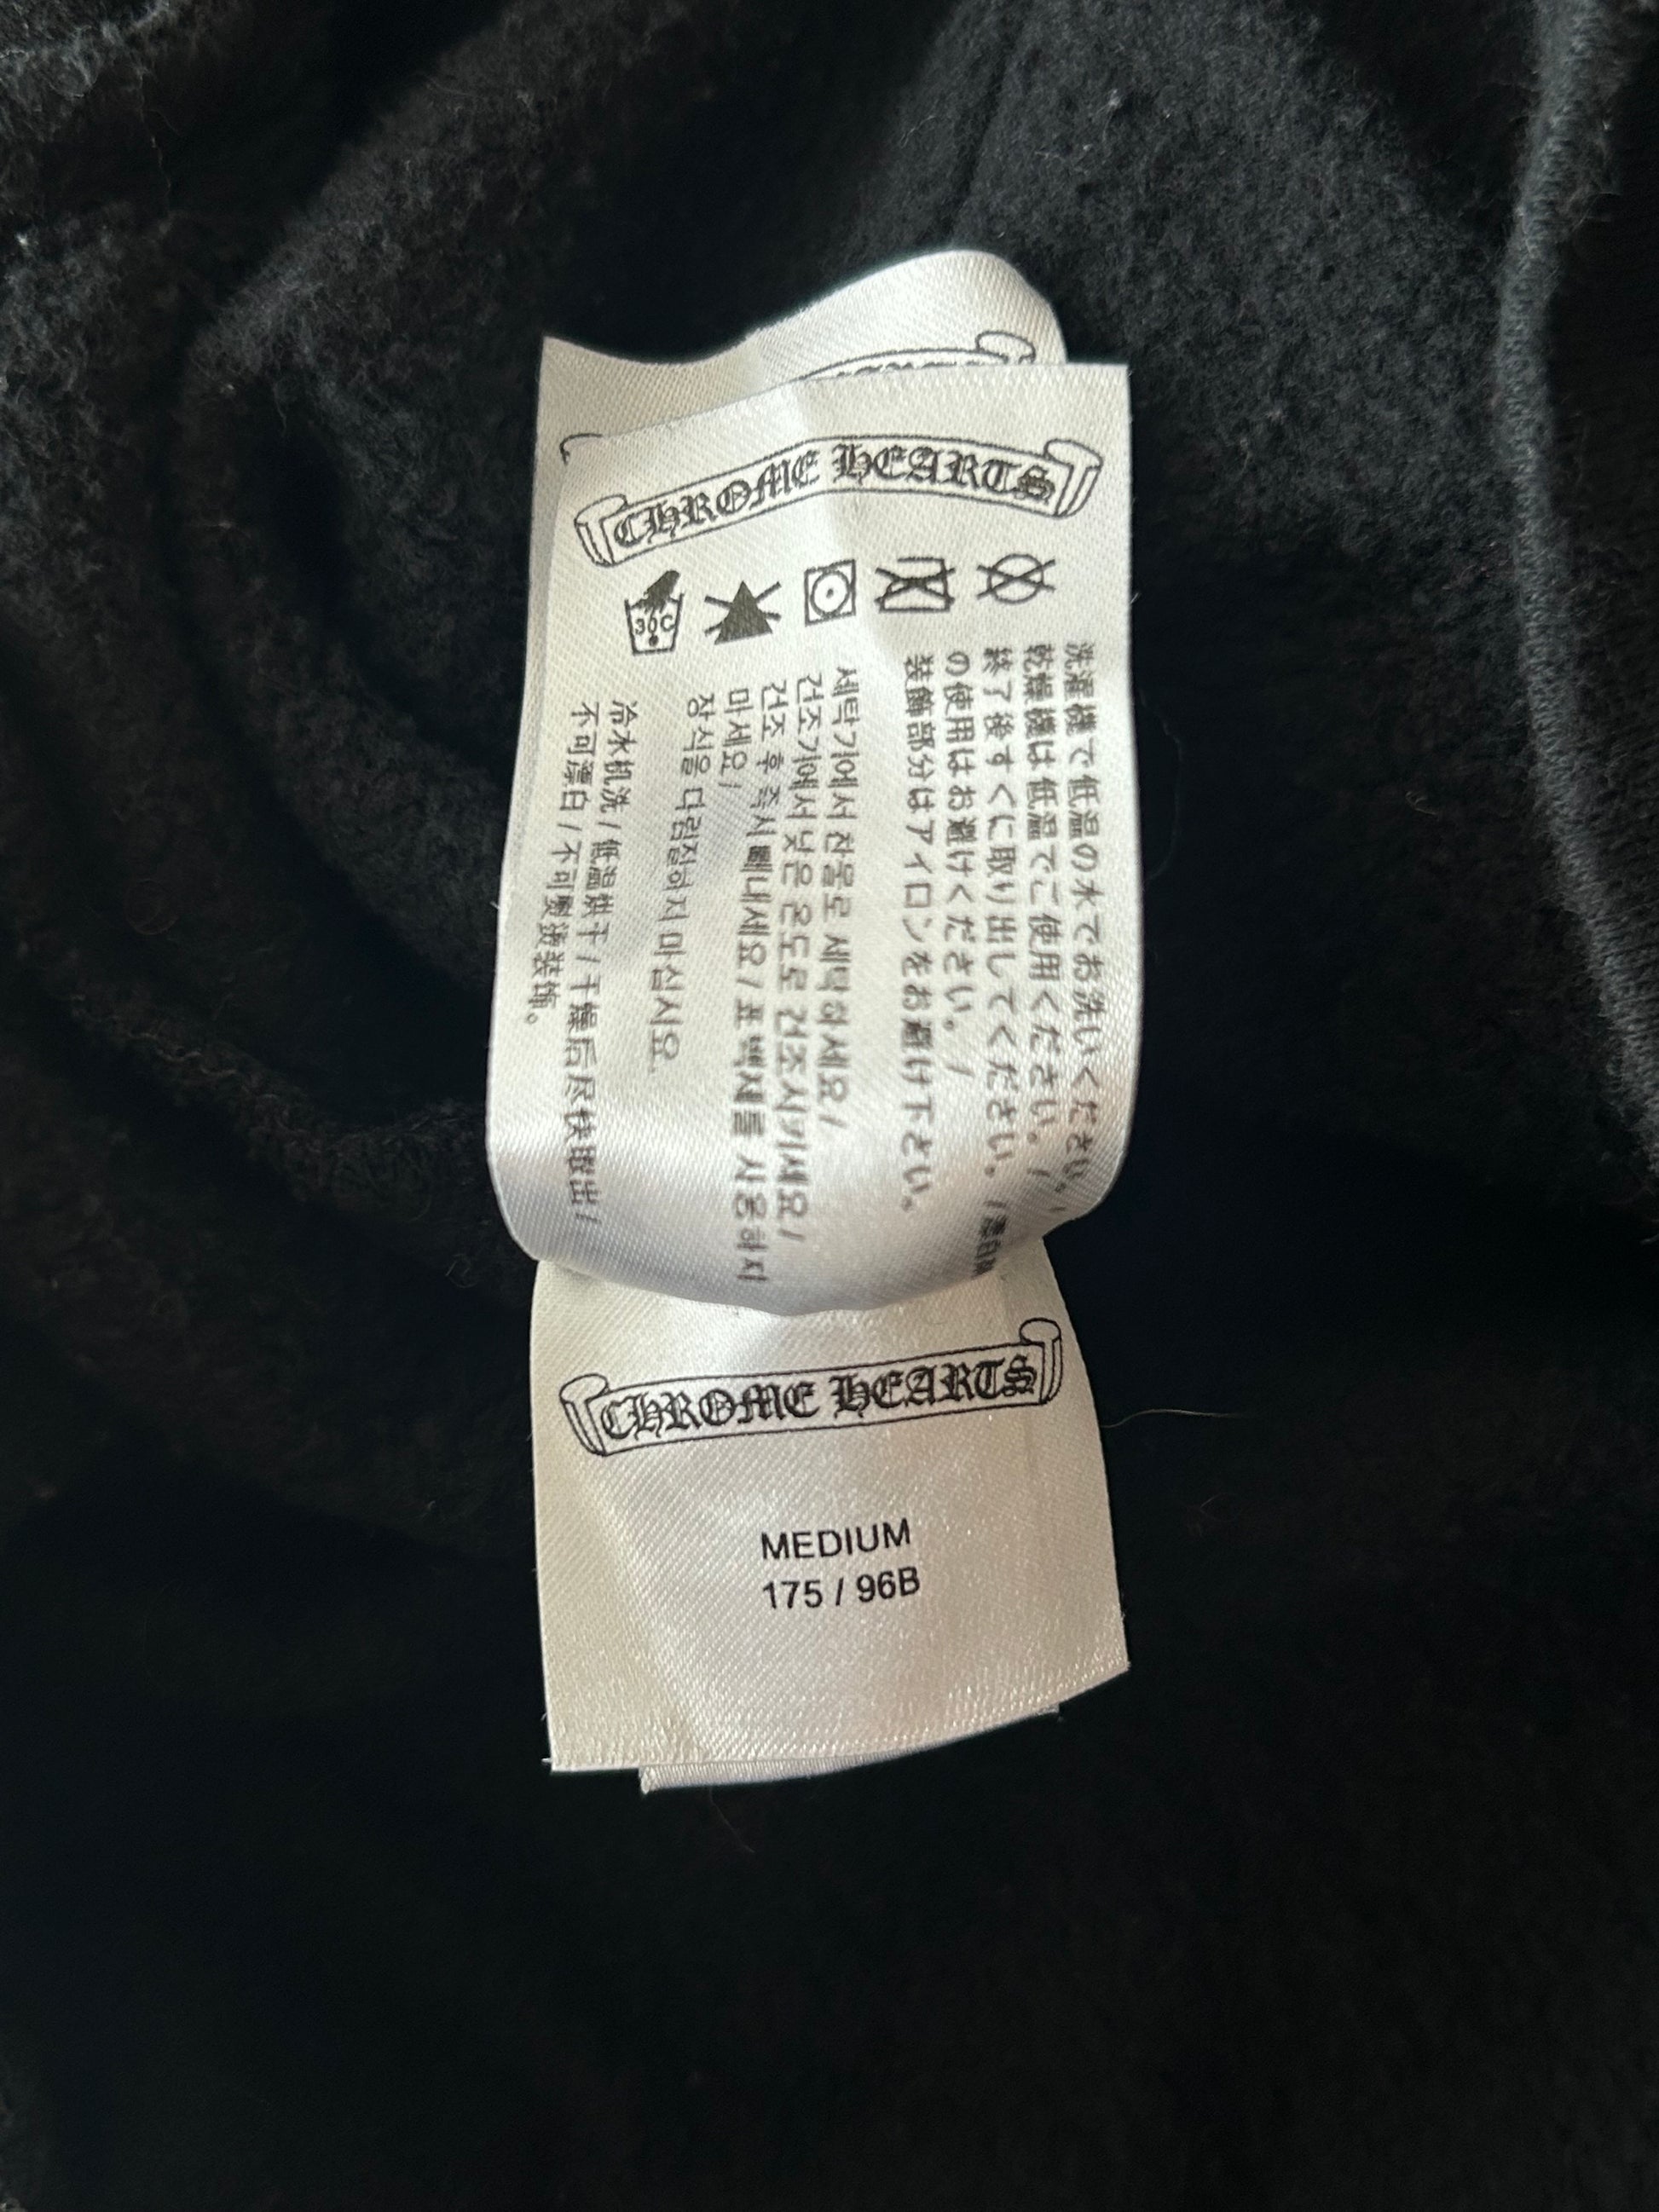 CHROME HEARTS
30C
洗濯機で低温の水でお洗いください。/
乾燥機は低温でご使用ください。/
終了後すぐに取り出してください。/漂白剤
の使用はお避けください。/
装飾部分はアイロンをお避け下さい。
세탁기에서 찬물로 세탁하세요/
건조기에서 낮은 온도로 건조시키세요/
건조 후 즉시 빼내세요/ 표백제를 사용하지
마세요/
장식을 다림질하지 마십시요.
冷水机洗/低温烘干/干燥后尽快取出/
不可漂白/不可熨烫装饰。
CHROME HEARTS
MEDIUM
175 / 96B